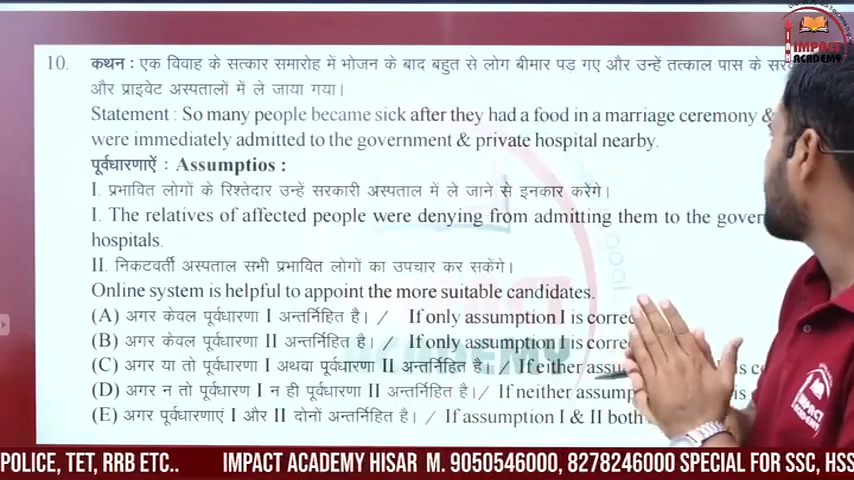 IMPACT
ACADEMY
10. कथन : एक विवाह के सत्कार समारोह में भोजन के बाद बहुत से लोग बीमार पड़ गए और उन्हें तत्काल पास के
और प्राइवेट अस्पतालों में ले जाया गया।
Statement : So many people became sick after they had a food in a marriage ceremony &
were immediately admitted to the government & private hospital nearby.
पूर्वधारणाऐं : Assumptios :
I. प्रभावित लोगों के रिश्तेदार उन्हें सरकारी अस्पताल में ले जाने से इनकार करेंगे।
I. The relatives of affected people were denying from admitting them to the
hospitals.
II. निकटवर्ती अस्पताल सभी प्रभावित लोगों का उपचार कर सकेंगे।
Online system is helpful to appoint the more suitable candidates.
(A) अगर केवल पूर्वधारणा I अन्तर्निहित है। / If only assumption I is
(B) अगर केवल पूर्वधारणा II अन्तर्निहित है। / If only assumption I is
(C) अगर या तो पूर्वधारणा I अथवा पूर्वधारणा II अन्तर्निहित है। / If either
(D) अगर न तो पूर्वधारण I न ही पूर्वधारणा II अन्तर्निहित है।/ If neither
(E) अगर पूर्वधारणाएं I और II दोनों अन्तर्निहित है। / If assumption I & II both
IMPACT
ACADEMY
POLICE, TET, RRB ETC.. IMPACT ACADEMY HISAR M. 9050546000, 8278246000 SPECIAL FOR SSC, HSS